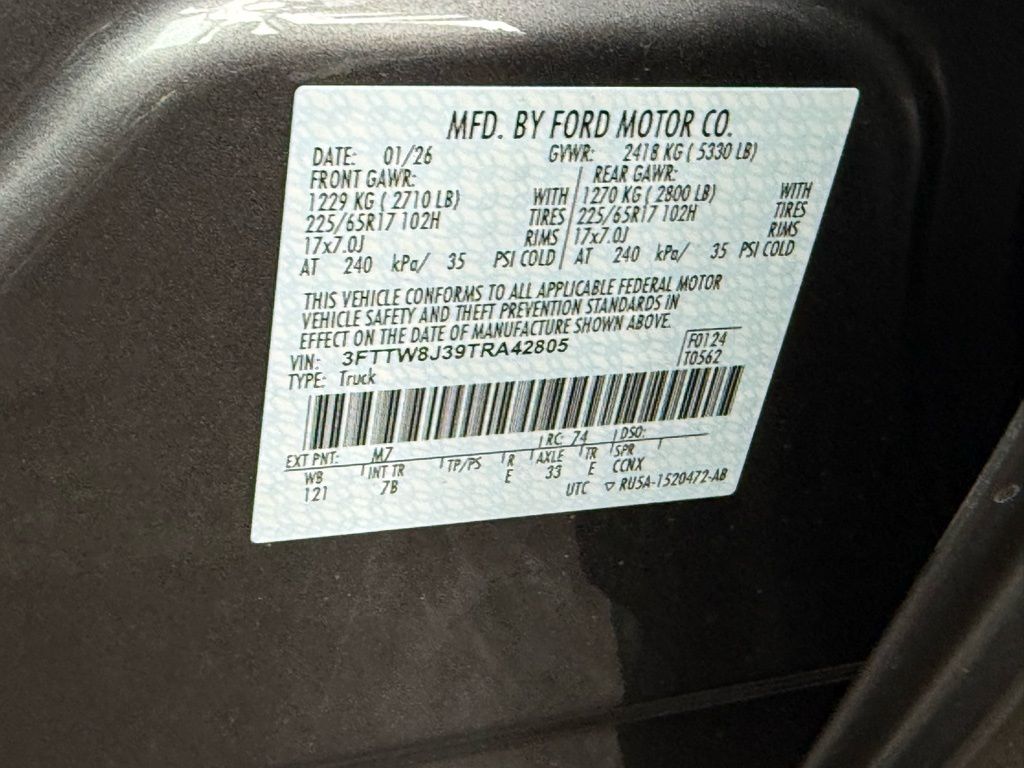 MFD. BY FORD MOTOR CO.
DATE: 01/26 GVWR: 2418 KG ( 5330 LB)
FRONT GAWR: REAR GAWR:
1229 KG ( 2710 LB) WITH 1270 KG ( 2800 LB) WITH
225/65R17 102H TIRES 225/65R17 102H TIRES
17x7.0J RIMS 17x7.0J RIMS
AT 240 kPa/ 35 PSI COLD AT 240 kPa/ 35 PSI COLD
THIS VEHICLE CONFORMS TO ALL APPLICABLE FEDERAL MOTOR
VEHICLE SAFETY AND THEFT PREVENTION STANDARDS IN
EFFECT ON THE DATE OF MANUFACTURE SHOWN ABOVE.
VIN: 3FTTW8J39TRA42805 F0124
TYPE: Truck T0562
EXT PNT: M7 RC: 74 DSO:
WB INT TR TP/PS R AXLE TR SPR
121 7B E 33 E CCNX
UTC ▽ RU5A-1520472-AB